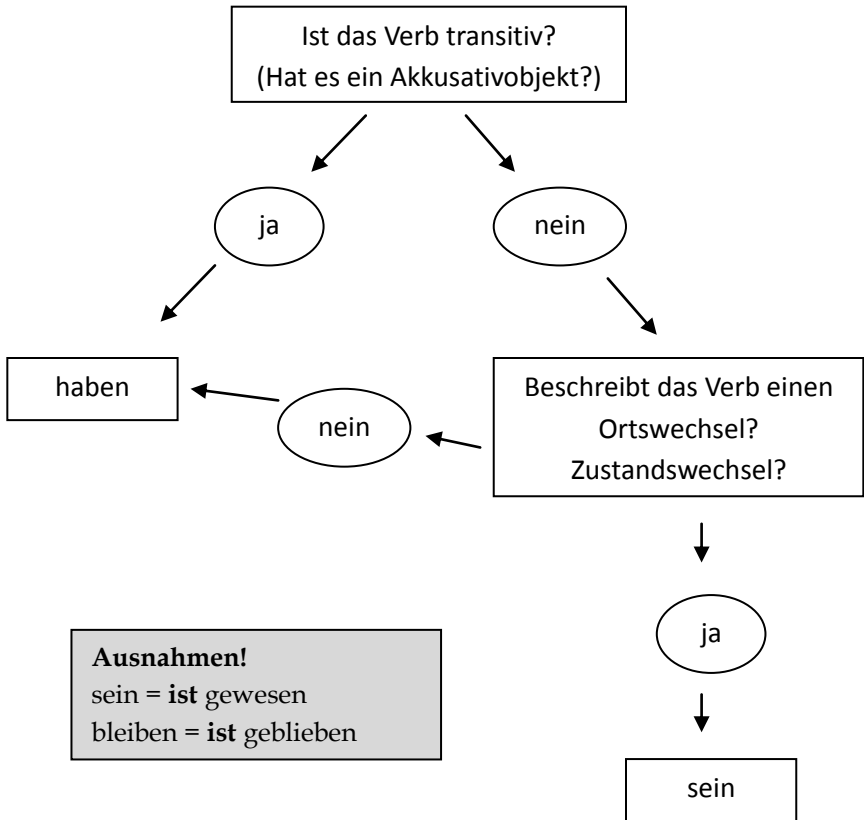 Ist das Verb transitiv?
(Hat es ein Akkusativobjekt?)
ja
nein
haben
nein
Beschreibt das Verb einen
Ortswechsel?
Zustandswechsel?
ja
Ausnahmen!
sein = ist gewesen
bleiben = ist geblieben
sein